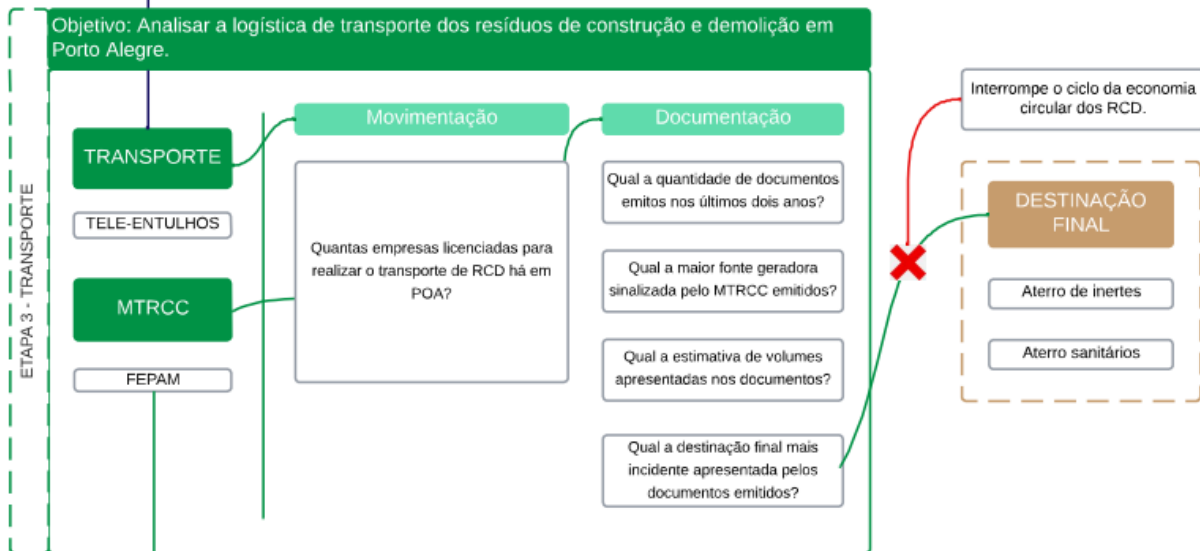 Objetivo: Analisar a logística de transporte dos resíduos de construção e demolição em
Porto Alegre.
ETAPA 3 - TRANSPORTE
TRANSPORTE
TELE-ENTULHOS
MTRCC
FEPAM
Movimentação
Quantas empresas licenciadas para
realizar o transporte de RCD há em
POA?
Documentação
Qual a quantidade de documentos
emitos nos últimos dois anos?
Qual a maior fonte geradora
sinalizada pelo MTRCC emitidos?
Qual a estimativa de volumes
apresentadas nos documentos?
Qual a destinação final mais
incidente apresentada pelos
documentos emitidos?
Interrompe o ciclo da economia
circular dos RCD.
DESTINAÇÃO
FINAL
Aterro de inertes
Aterro sanitários